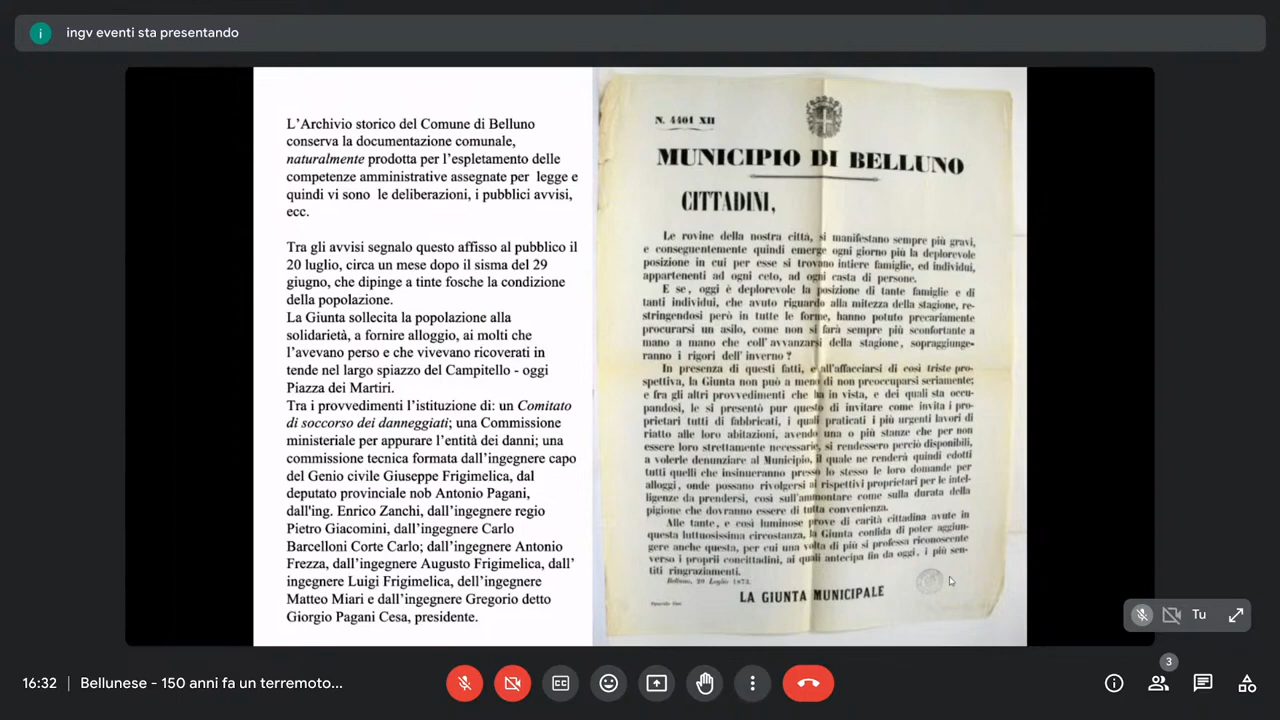 i
ingv eventi sta presentando
L'Archivio storico del Comune di Belluno
conserva la documentazione comunale,
naturalmente prodotta per l'espletamento delle
competenze amministrative assegnate per legge e
quindi vi sono le deliberazioni, i pubblici avvisi,
ecc.
Tra gli avvisi segnalo questo affisso al pubblico il
20 luglio, circa un mese dopo il sisma del 29
giugno, che dipinge a tinte fosche la condizione
della popolazione.
La Giunta sollecita la popolazione alla
solidarietà, a fornire alloggio, ai molti che
l'avevano perso e che vivevano ricoverati in
tende nel largo spiazzo del Campitello - oggi
Piazza dei Martiri.
Tra i provvedimenti l'istituzione di: un Comitato
di soccorso dei danneggiati; una Commissione
ministeriale per appurare l'entità dei danni; una
commissione tecnica formata dall'ingegnere capo
del Genio civile Giuseppe Frigimelica, dal
deputato provinciale nob Antonio Pagani,
dall'ing. Enrico Zanchi, dall'ingegnere regio
Pietro Giacomini, dall'ingegnere Carlo
Barcelloni Corte Carlo; dall'ingegnere Antonio
Frezza, dall'ingegnere Augusto Frigimelica, dall'
ingegnere Luigi Frigimelica, dell'ingegnere
Matteo Miari e dall'ingegnere Gregorio detto
Giorgio Pagani Cesa, presidente.
N. 4401 XII
MUNICIPIO DI BELLUNO
CITTADINI,
Le rovine della nostra città, si manifestano sempre più gravi,
e conseguentemente quindi emerge ogni giorno più la deplorevole
posizione in cui per esse si trovano intiere famiglie, ed individui,
appartenenti ad ogni ceto, ad ogni casta di persone.
E se, oggi è deplorevole la posizione di tante famiglie e di
tanti individui, che avuto riguardo alla mitezza della stagione, re-
stringendosi però in tutte le forme, hanno potuto precariamente
procurarsi un asilo, come non si farà sempre più sconfortante a
mano a mano che coll'avvanzarsi della stagione, sopraggiunge-
ranno i rigori dell'inverno?
In presenza di questi fatti, e all'affacciarsi di così triste pro-
spettiva, la Giunta non può a meno di non preoccuparsi seriamente;
e fra gli altri provvedimenti che ha in vista, e dei quali sta occu-
pandosi, le si presentò pur questo di invitare come invita i pro-
prietari tutti di fabbricati, i quali praticati i più urgenti lavori di
riatto alle loro abitazioni, avendo una o più stanze che per non
essere loro strettamente necessarie, si rendessero perciò disponibili,
a volerle denunziare al Municipio, il quale ne renderà quindi edotti
tutti quelli che insinueranno presso lo stesso le loro domande per
alloggi, onde possano rivolgersi ai rispettivi proprietari per le intel-
ligenze da prendersi, così sull'ammontare come sulla durata della
pigione che dovranno essere di tutta convenienza.
Alle tante, e così luminose prove di carità cittadina avute in
questa luttuosissima circostanza, la Giunta confida di poter aggiun-
gere anche questa, per cui una volta di più si professa riconoscente
verso i proprii concittadini, ai quali antecipa fin da oggi, i più sen-
titi ringraziamenti.
Belluno, 20 Luglio 1873.
LA GIUNTA MUNICIPALE
Tu
16:32 | Bellunese - 150 anni fa un terremoto...
CC
3